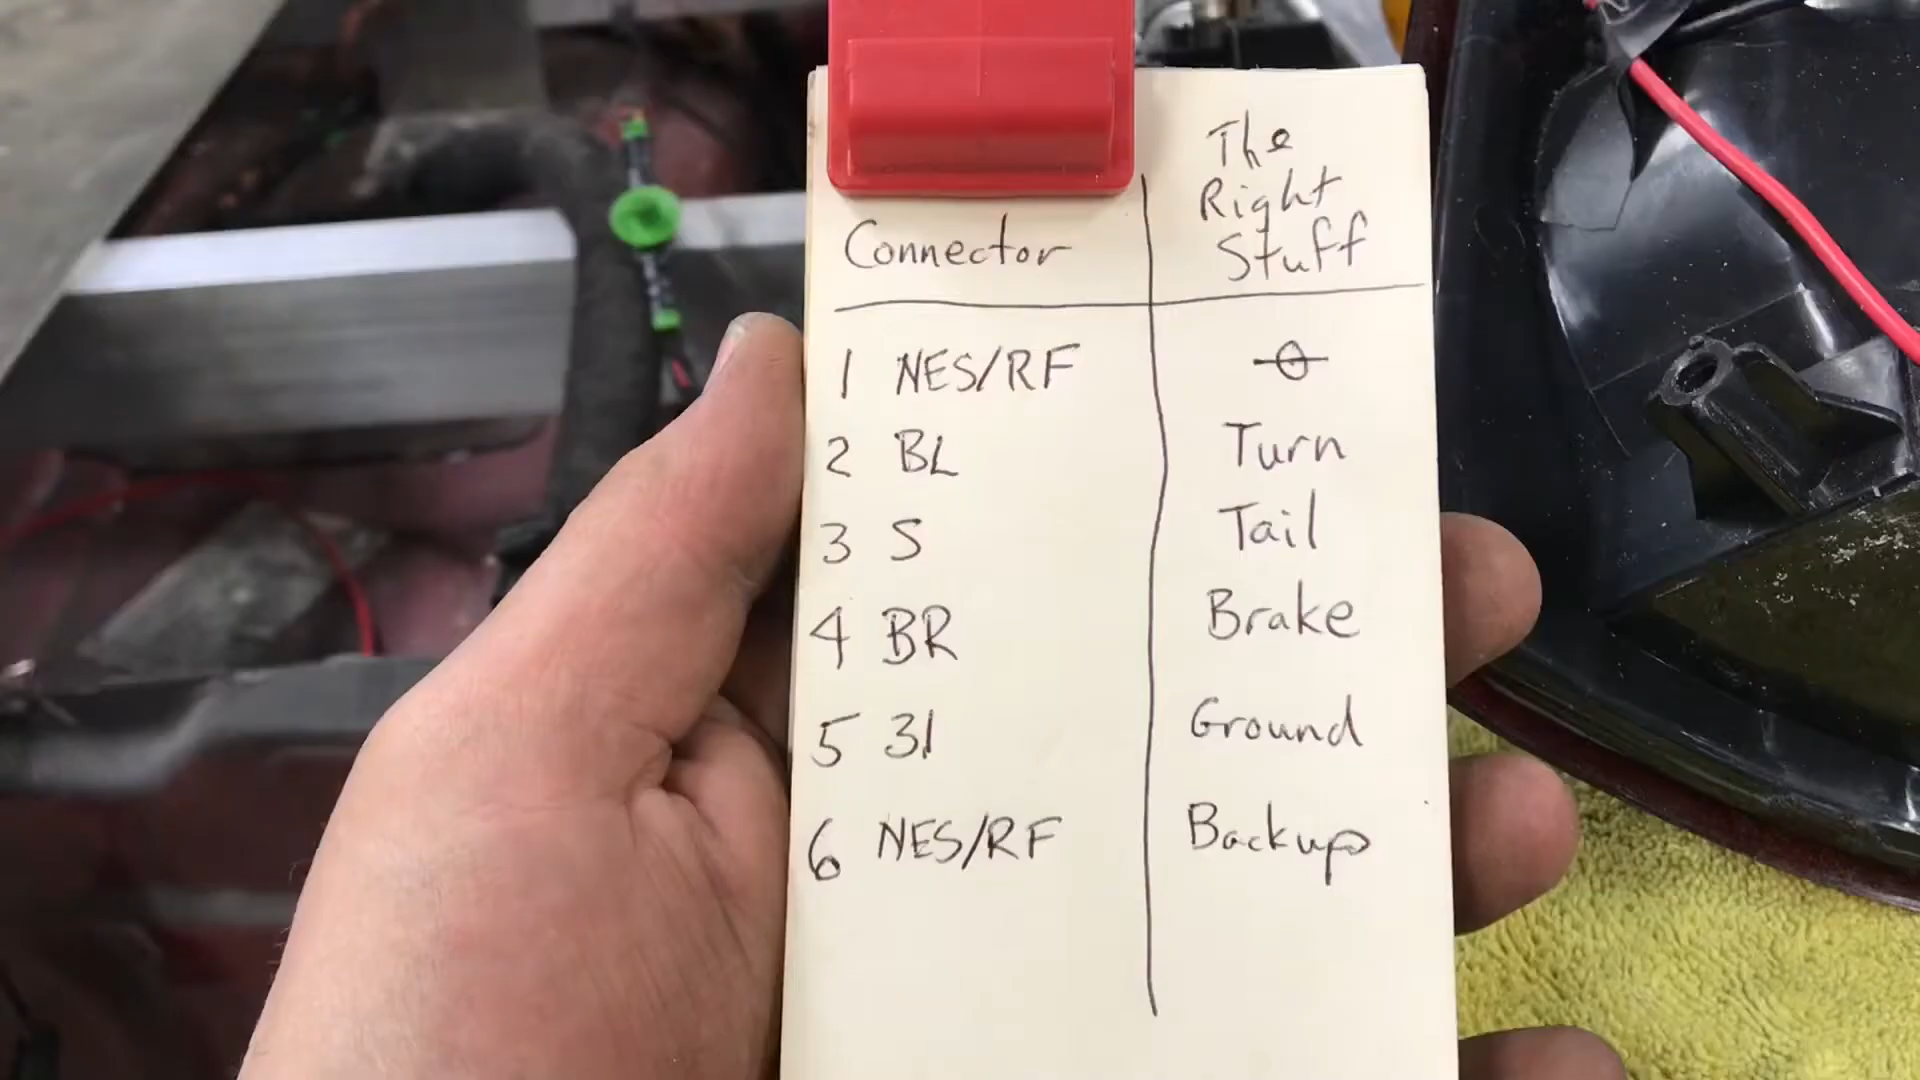 The
Right
Connector Stuff
1 NES/RF ⦵
2 BL Turn
3 S Tail
4 BR Brake
5 31 Ground
6 NES/RF Backup